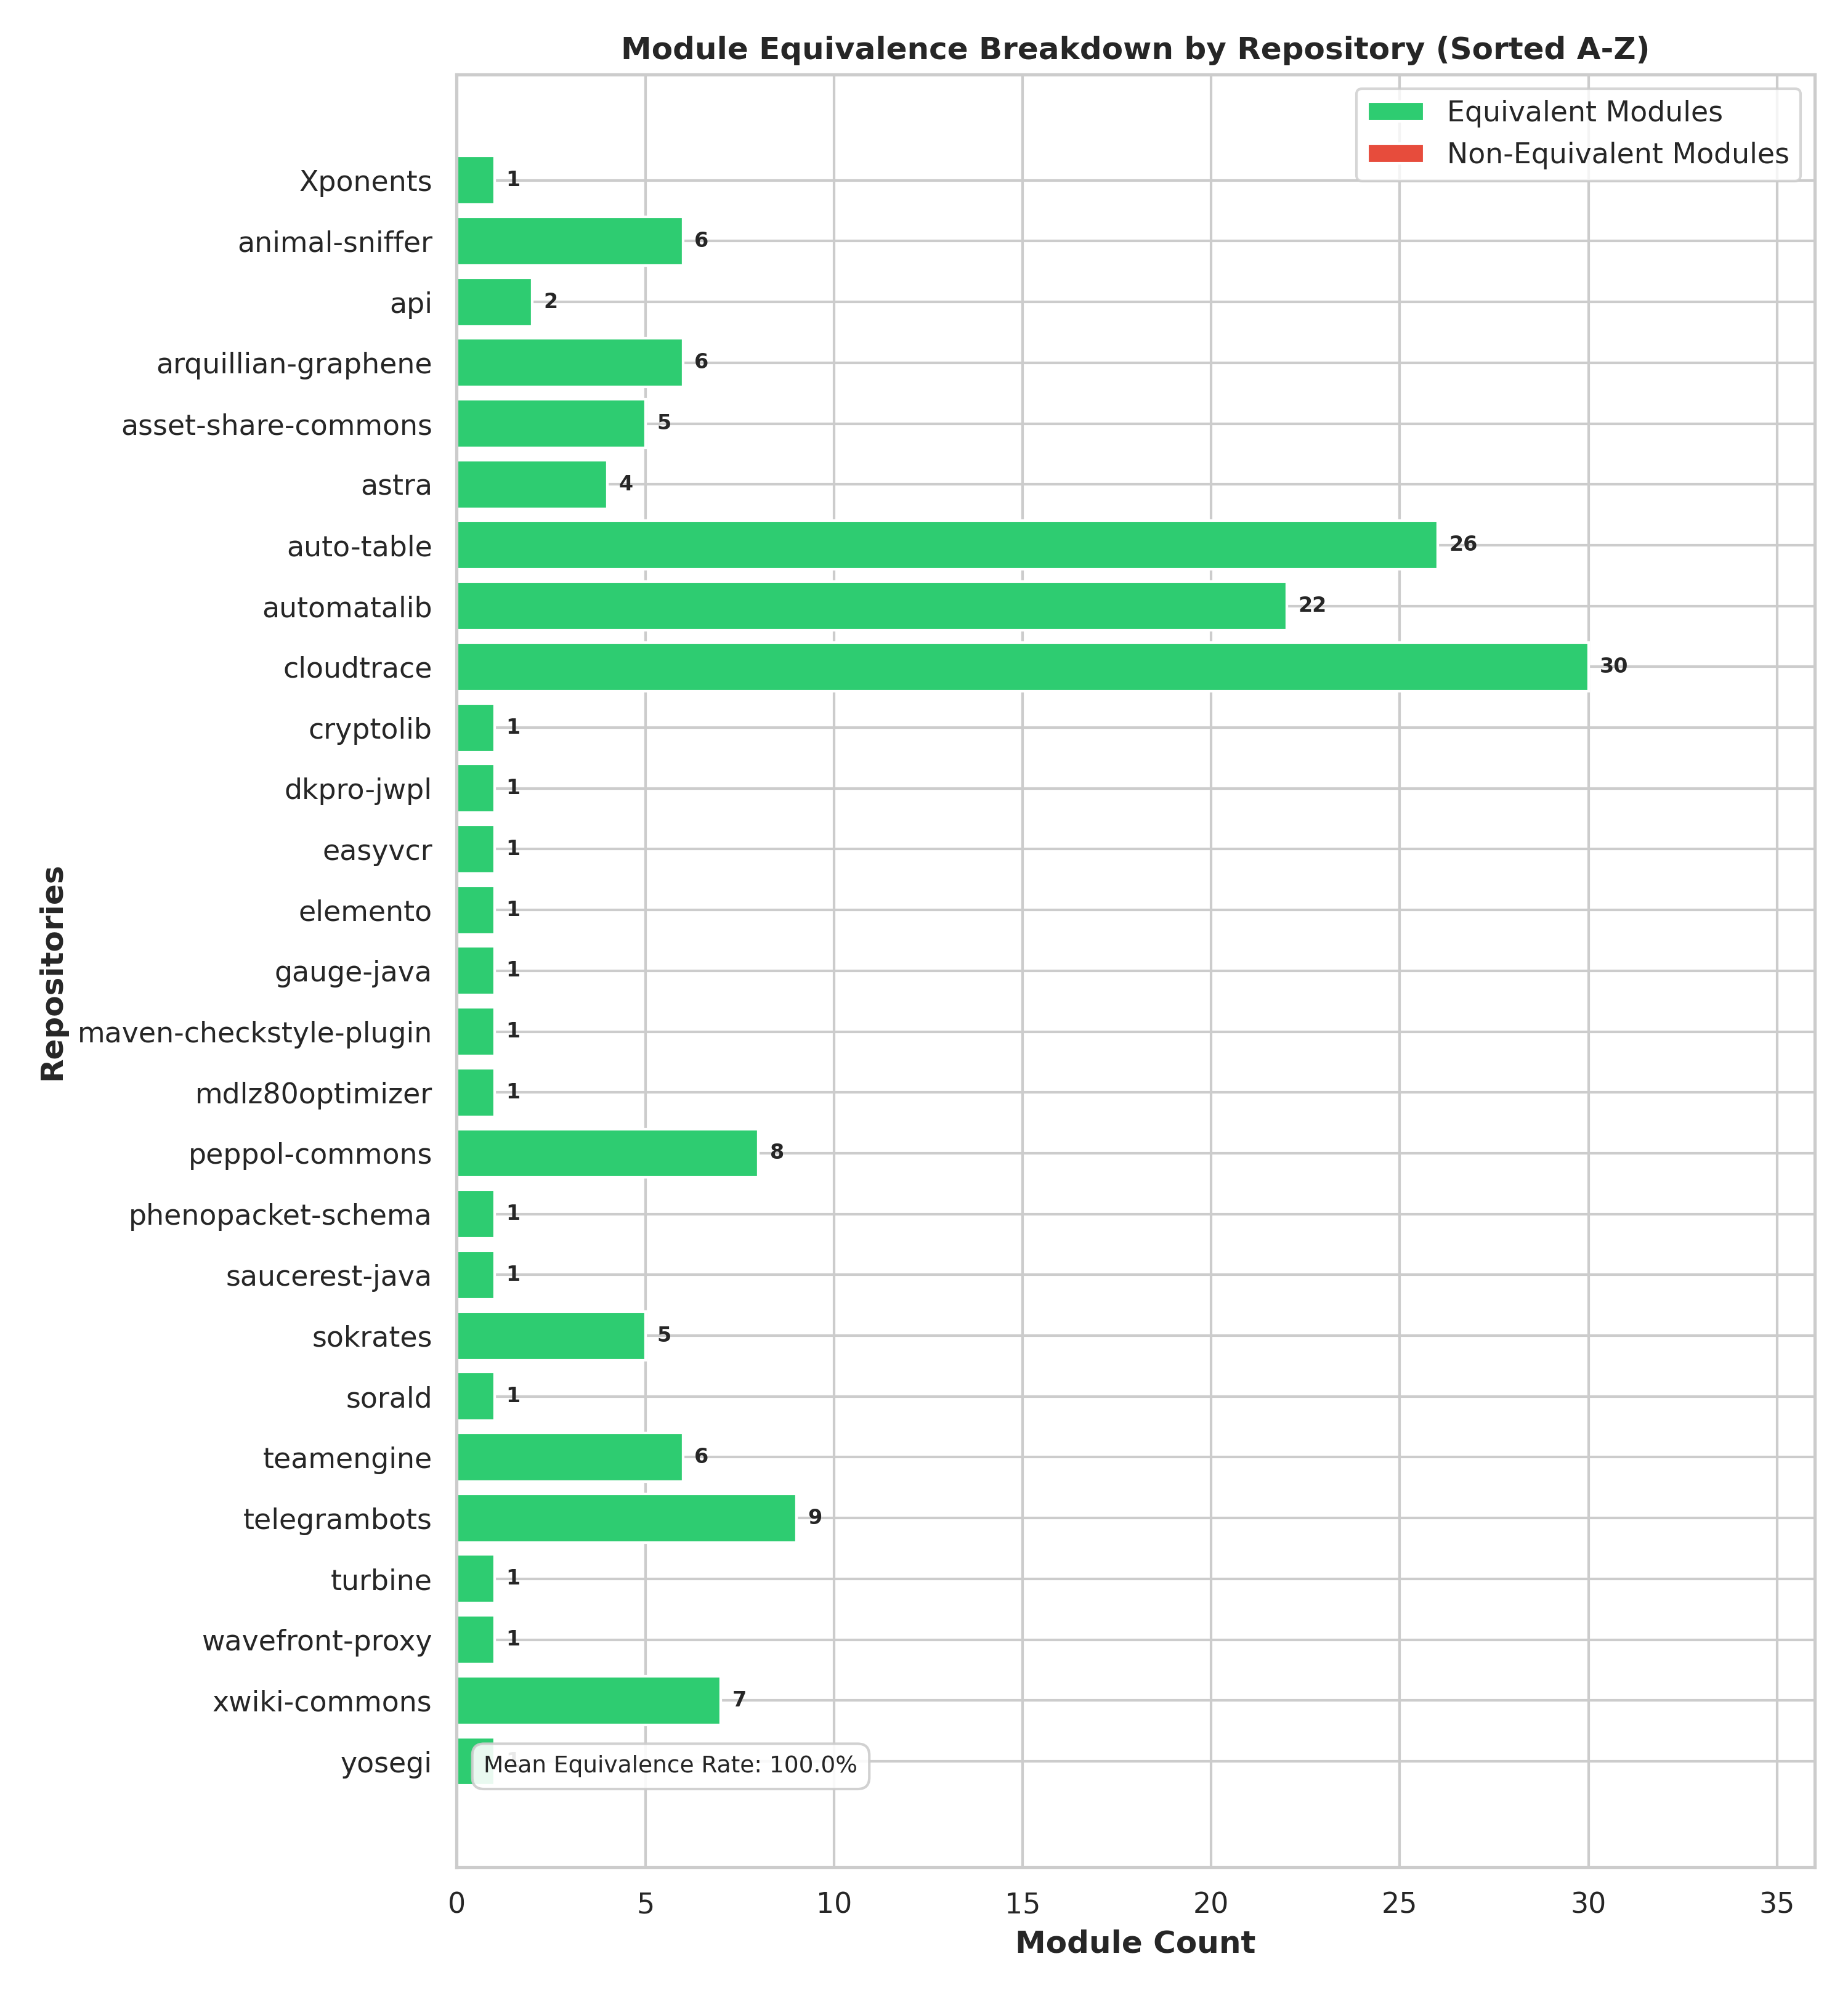 Module Equivalence Breakdown by Repository (Sorted A-Z)
Equivalent Modules
Non-Equivalent Modules
Xponents 1
animal-sniffer 6
api 2
arquillian-graphene 6
asset-share-commons 5
astra 4
auto-table 26
automatalib 22
cloudtrace 30
cryptolib 1
dkpro-jwpl 1
easyvcr 1
elemento 1
gauge-java 1
maven-checkstyle-plugin 1
mdlz80optimizer 1
peppol-commons 8
phenopacket-schema 1
saucerest-java 1
sokrates 5
sorald 1
teamengine 6
telegrambots 9
turbine 1
wavefront-proxy 1
xwiki-commons 7
yosegi
Mean Equivalence Rate: 100.0%
0 5 10 15 20 25 30 35
Module Count
Repositories